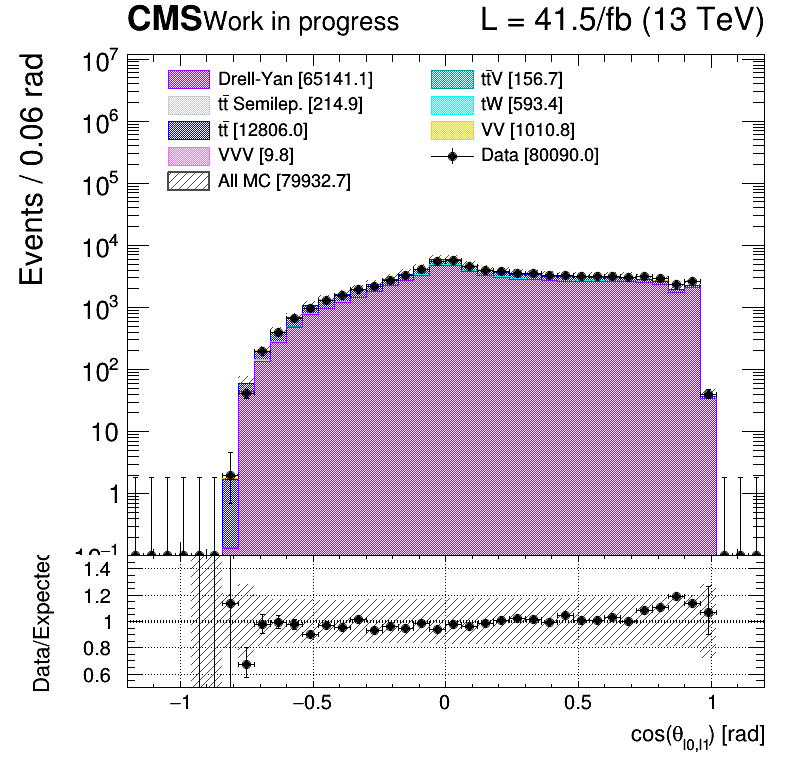 CMS Work in progress L = 41.5/fb (13 TeV)
Events / 0.06 rad
10⁷
10⁶
10⁵
10⁴
10³
10²
10
1
10⁻¹
Drell-Yan [65141.1]
tt̄ Semilep. [214.9]
tt̄ [12806.0]
VVV [9.8]
All MC [79932.7]
tt̄V [156.7]
tW [593.4]
VV [1010.8]
Data [80090.0]
Data/Expected
1.4
1.2
1
0.8
0.6
−1 −0.5 0 0.5 1
cos(θ_l0,l1) [rad]